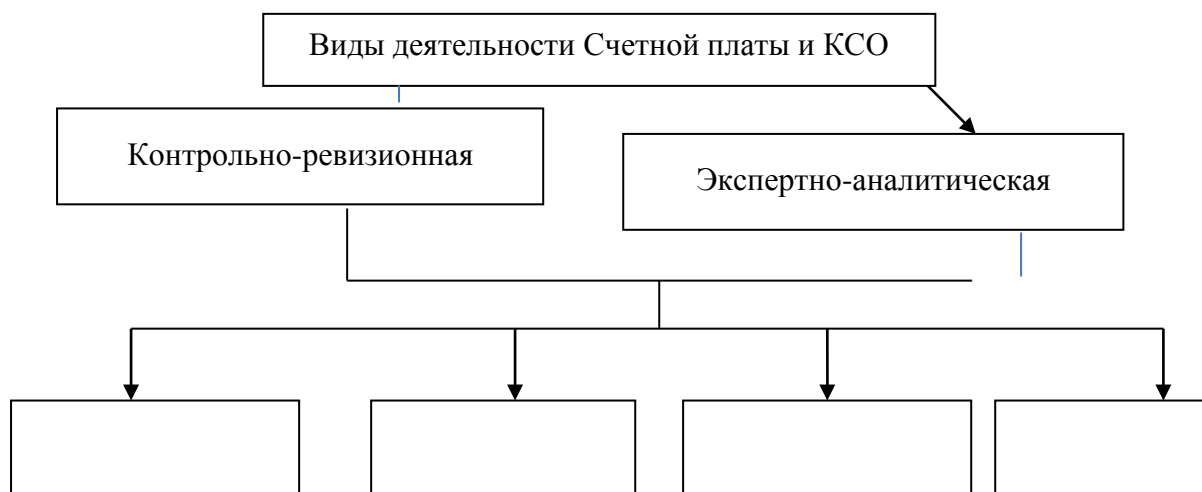 Виды деятельности Счетной платы и КСО
Контрольно-ревизионная
Экспертно-аналитическая